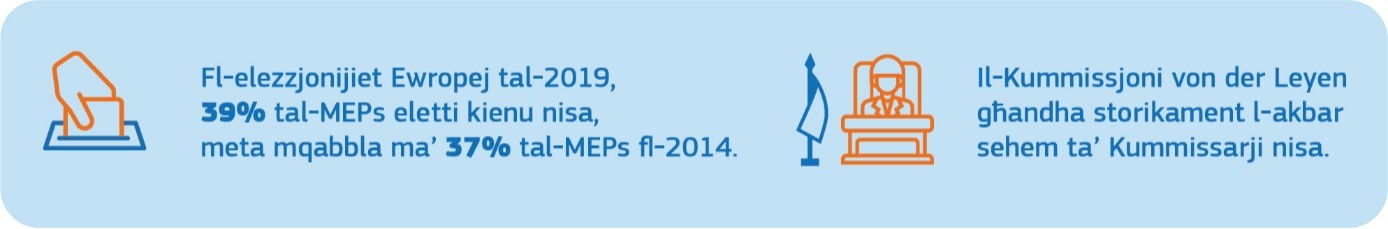 Fl-elezzjonijiet Ewropej tal-2019,
39% tal-MEPs eletti kienu nisa,
meta mqabbla ma’ 37% tal-MEPs fl-2014.
Il-Kummissjoni von der Leyen
għandha storikament l-akbar
sehem ta’ Kummissarji nisa.